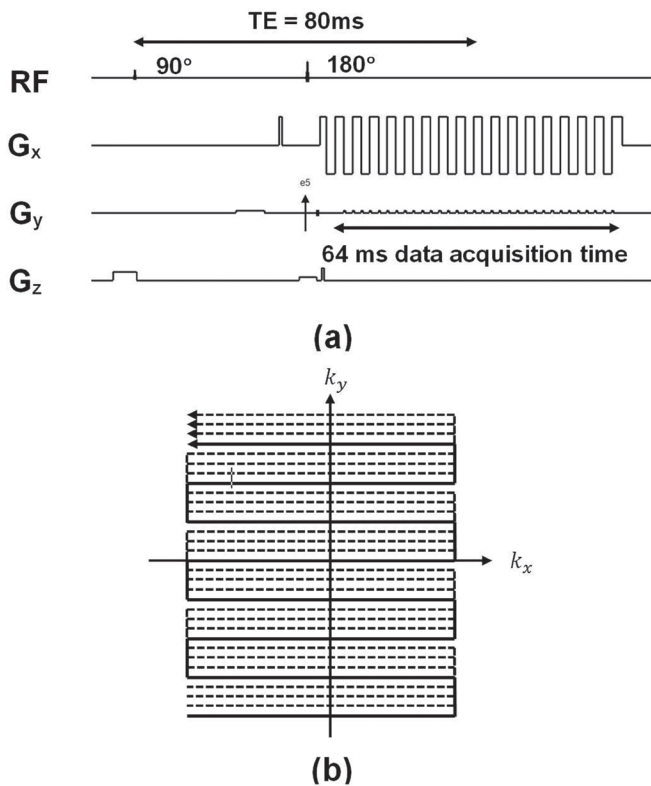 TE = 80ms
RF 90° 180°
Gx
e5
Gy
64 ms data acquisition time
Gz
(a)
ky
kx
(b)